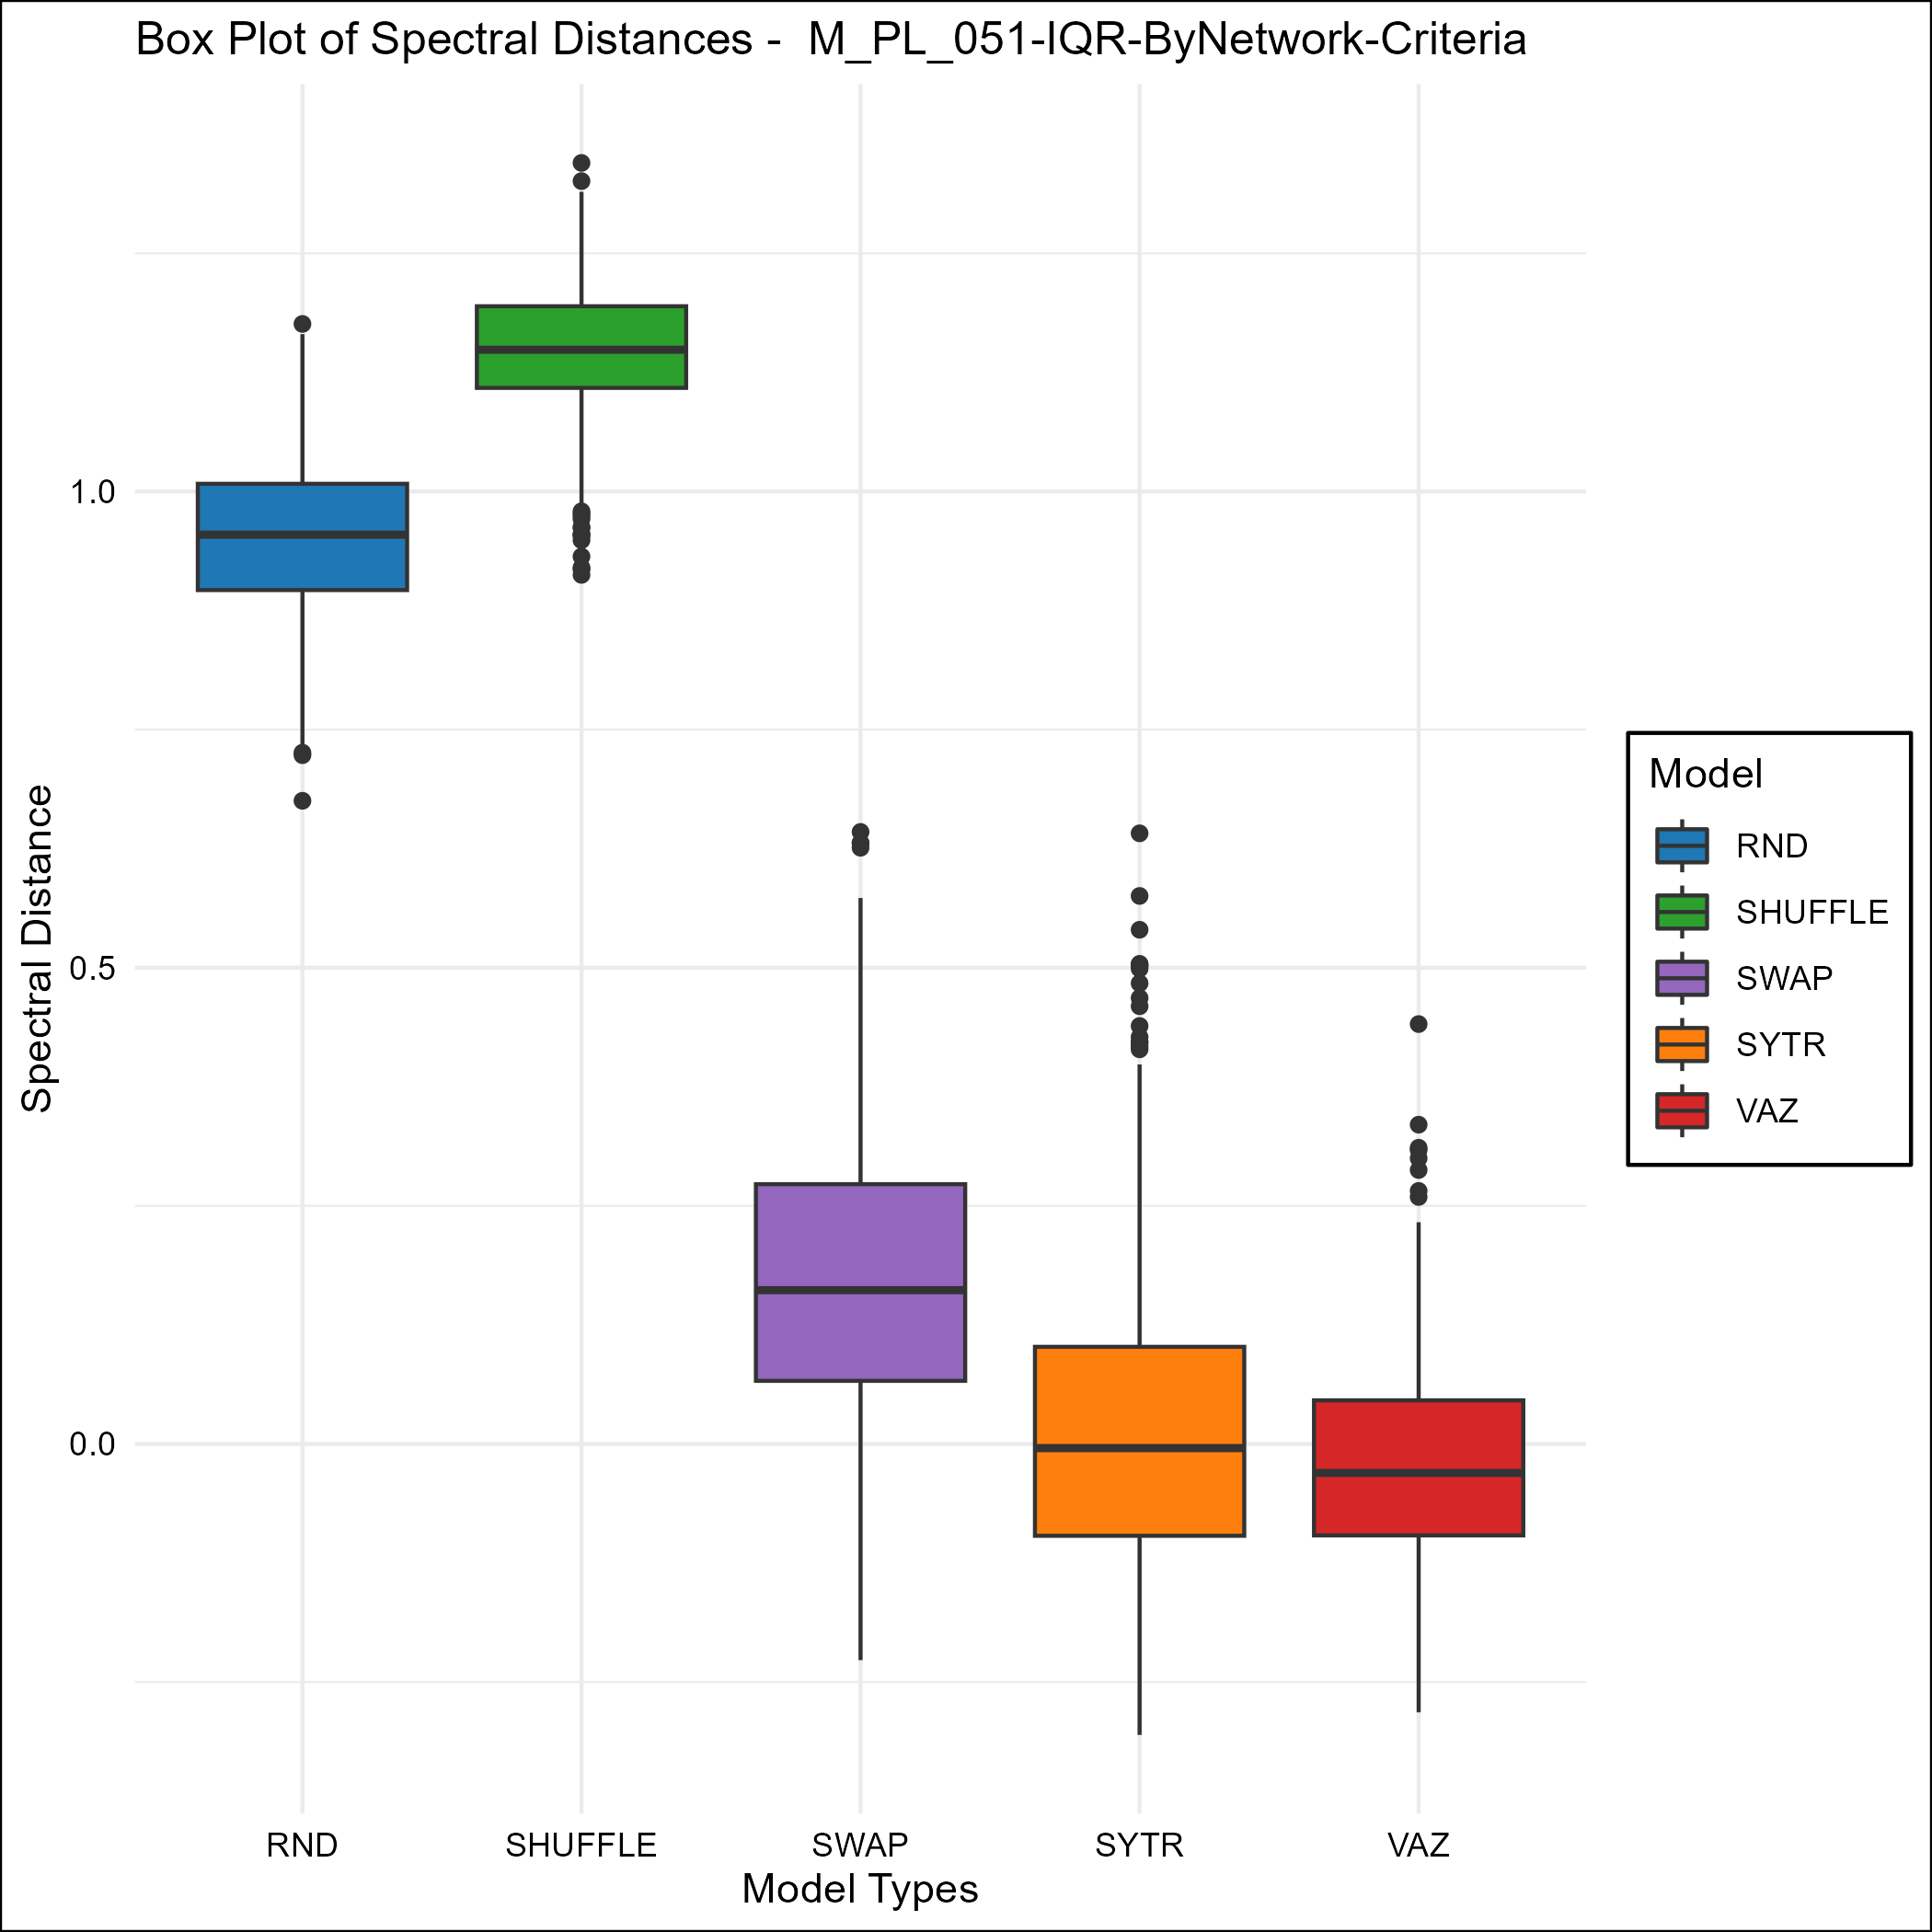 Box Plot of Spectral Distances -  M_PL_051-IQR-ByNetwork-Criteria
Spectral Distance
1.0
0.5
0.0
RND
SHUFFLE
SWAP
SYTR
VAZ
Model Types
Model
RND
SHUFFLE
SWAP
SYTR
VAZ